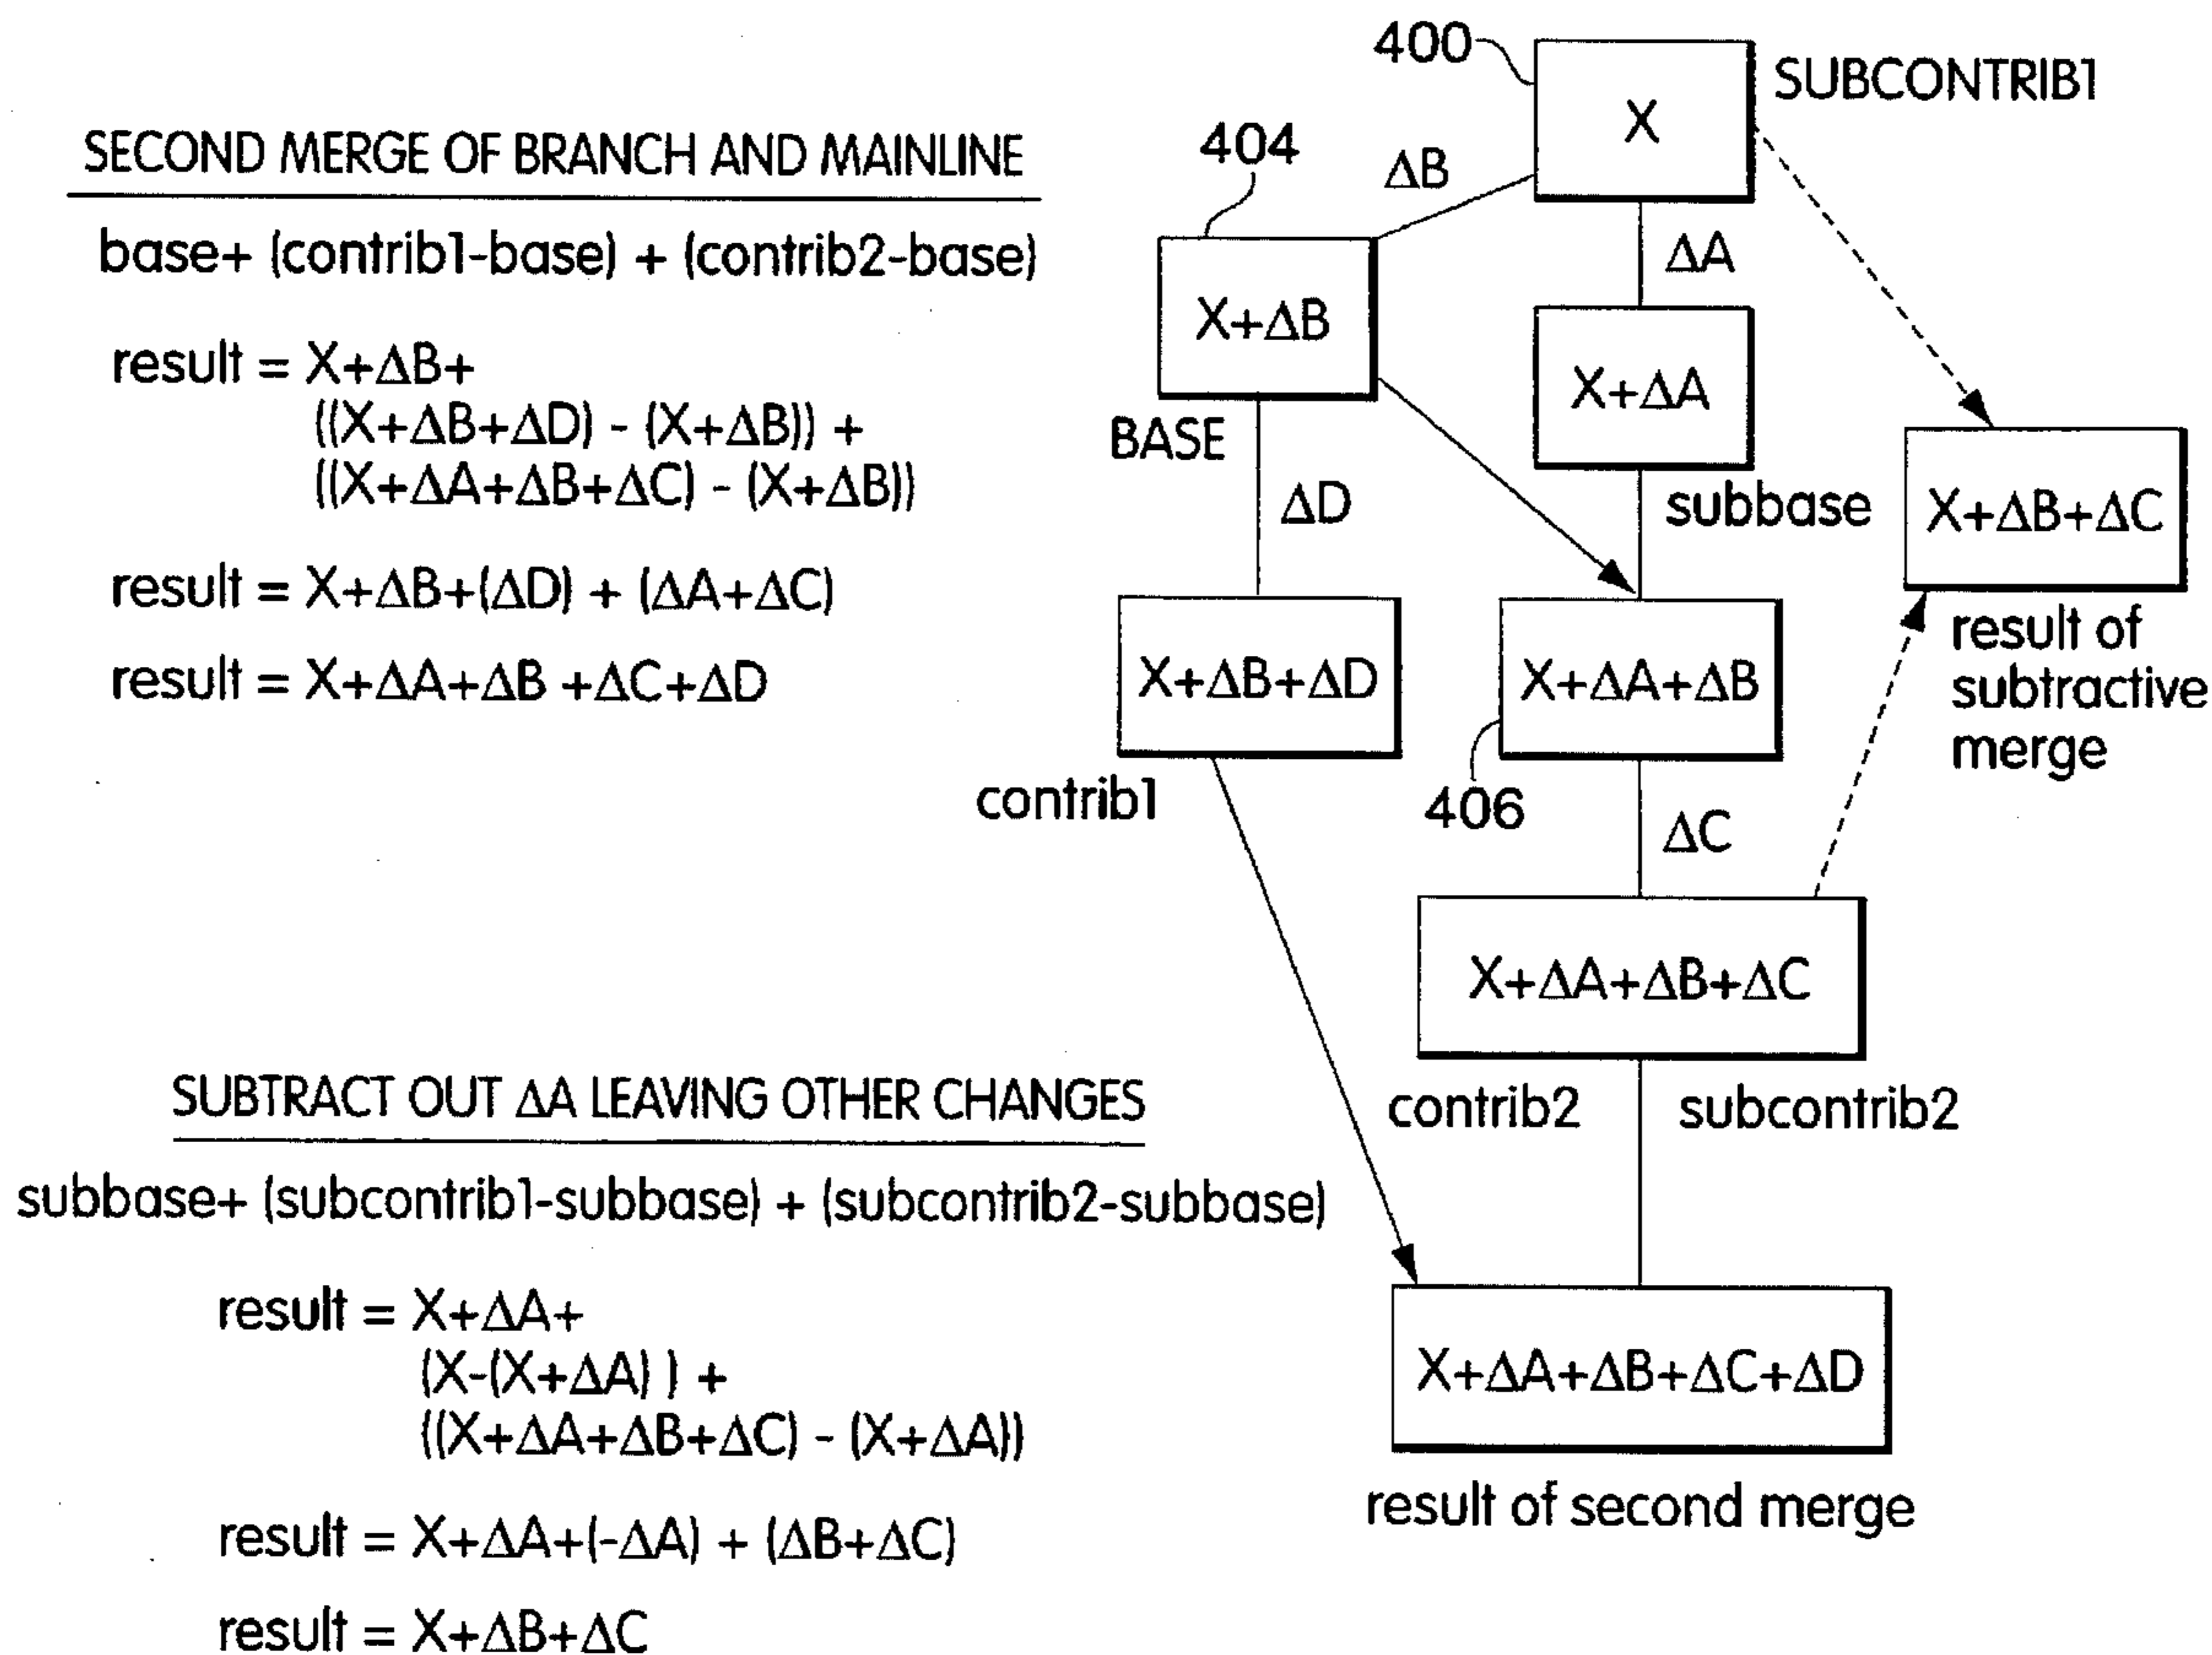 SECOND MERGE OF BRANCH AND MAINLINE
base+ (contrib1-base) + (contrib2-base)
result = X+ΔB+
((X+ΔB+ΔD) - (X+ΔB)) +
((X+ΔA+ΔB+ΔC) - (X+ΔB))
result = X+ΔB+(ΔD) + (ΔA+ΔC)
result = X+ΔA+ΔB +ΔC+ΔD
SUBTRACT OUT ΔA LEAVING OTHER CHANGES
subbase+ (subcontrib1-subbase) + (subcontrib2-subbase)
result = X+ΔA+
(X-(X+ΔA) ) +
((X+ΔA+ΔB+ΔC) - (X+ΔA))
result = X+ΔA+(-ΔA) + (ΔB+ΔC)
result = X+ΔB+ΔC
400
X
SUBCONTRIB1
404
ΔB
ΔA
X+ΔB
BASE
X+ΔA
subbase
ΔD
X+ΔB+ΔC
result of
subtractive
merge
X+ΔB+ΔD
contrib1
X+ΔA+ΔB
406
ΔC
X+ΔA+ΔB+ΔC
contrib2
subcontrib2
X+ΔA+ΔB+ΔC+ΔD
result of second merge